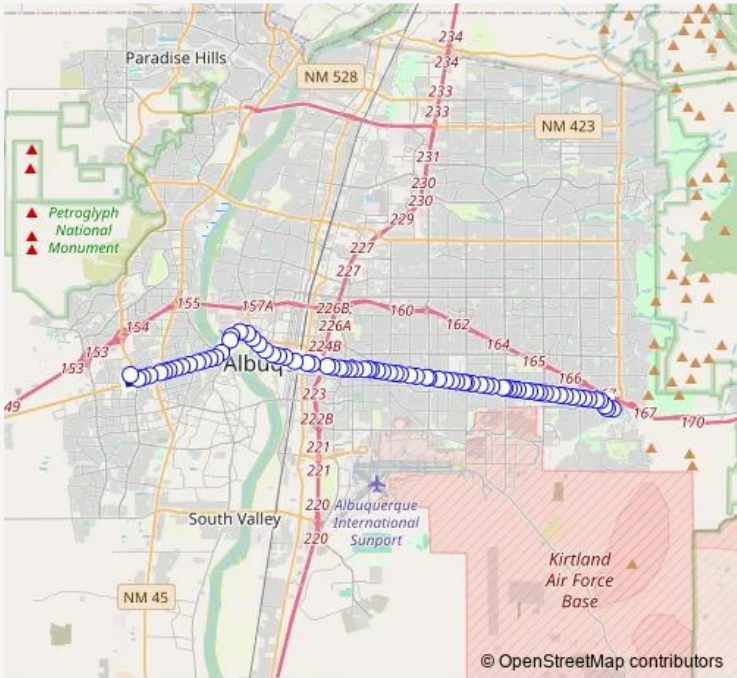 Paradise Hills
NM 528
234
234
233
233
NM 423
231
230
230
229
Petroglyph
National
Monument
227
227
155
157A
226B;
226A
160
162
154
153
153
224B
164
165
166
167
170
49
Albuq
223
222B
221
221
220
220
Albuquerque
International
Sunport
South Valley
Kirtland
Air Force
Base
NM 45
© OpenStreetMap contributors